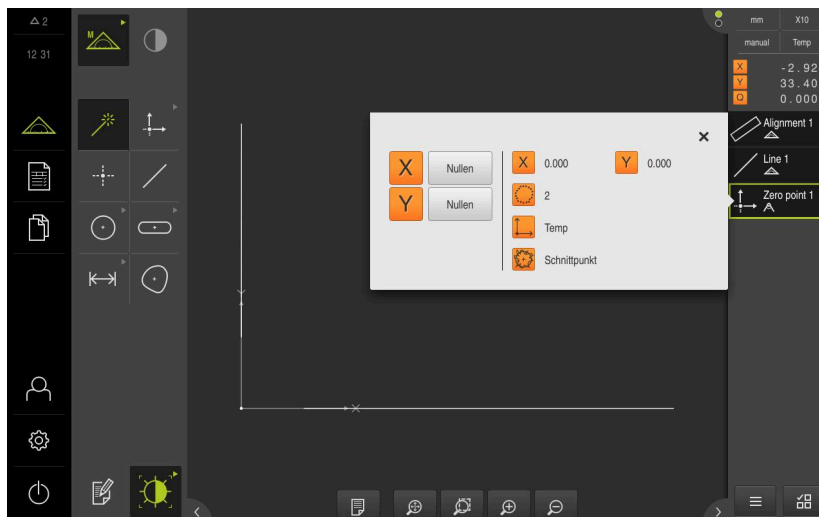 2
12 31
M
mm X10
manual Temp
X -2.92
Y 33.40
Q 0.000
Alignment 1
Line 1
Zero point 1
X Nullen
Y Nullen
X 0.000 Y 0.000
2
Temp
Schnittpunkt
Y
X